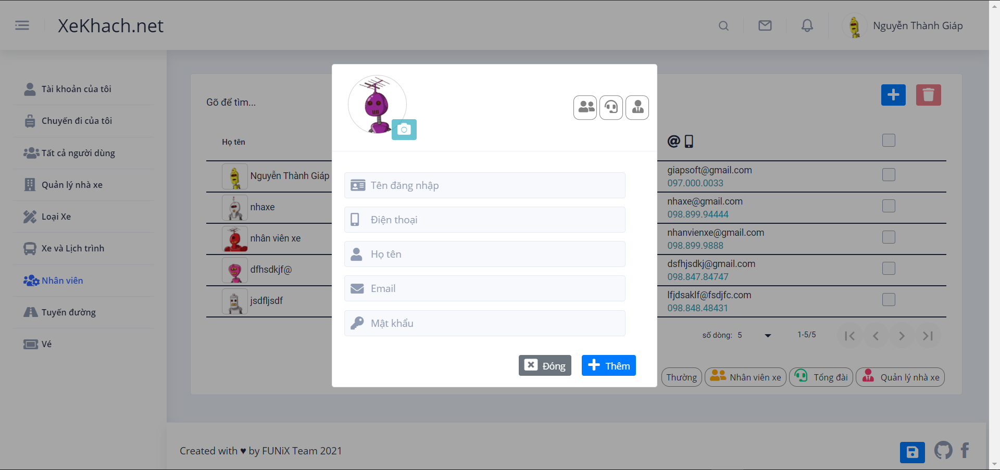 XeKhach.net
Nguyễn Thành Giáp
Tài khoản của tôi
Chuyến đi của tôi
Tất cả người dùng
Quản lý nhà xe
Loại Xe
Xe và Lịch trình
Nhân viên
Tuyến đường
Vé
Gõ để tìm...
Họ tên
@
Nguyễn Thành Giáp
giapsoft@gmail.com
097.000.0033
nhaxe
nhaxe@gmail.com
098.899.94444
nhân viên xe
nhanvienxe@gmail.com
098.899.9888
dfhsdkjf@
dsfhjsdkj@gmail.com
098.847.84747
jsdfljsdf
lfjdsaklf@fsdjfc.com
098.848.48431
số dòng: 5
1-5/5
Thường
Nhân viên xe
Tổng đài
Quản lý nhà xe
Tên đăng nhập
Điện thoại
Họ tên
Email
Mật khẩu
Đóng
Thêm
Created with ♥ by FUNiX Team 2021